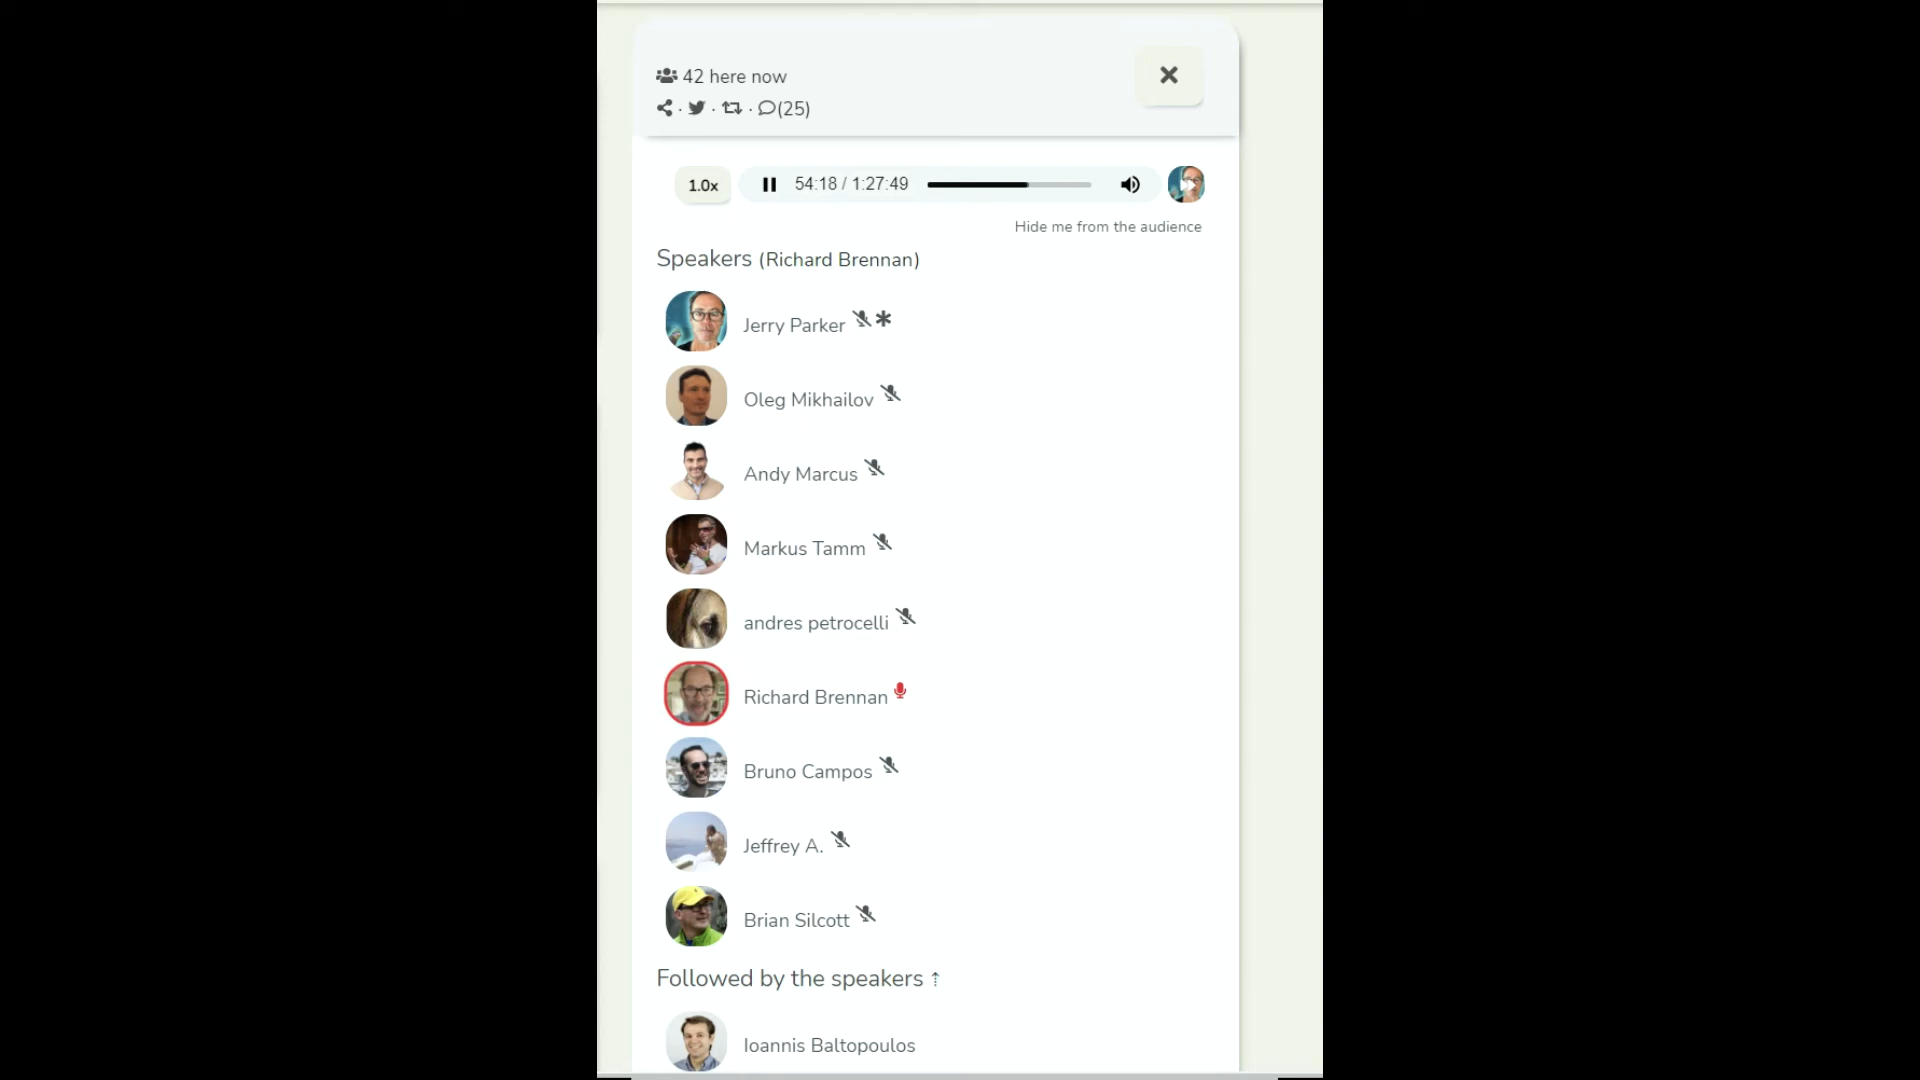 42 here now
· · · (25)
1.0x 54:18 / 1:27:49
Hide me from the audience
Speakers (Richard Brennan)
Jerry Parker
Oleg Mikhailov
Andy Marcus
Markus Tamm
andres petrocelli
Richard Brennan
Bruno Campos
Jeffrey A.
Brian Silcott
Followed by the speakers ⇡
Ioannis Baltopoulos